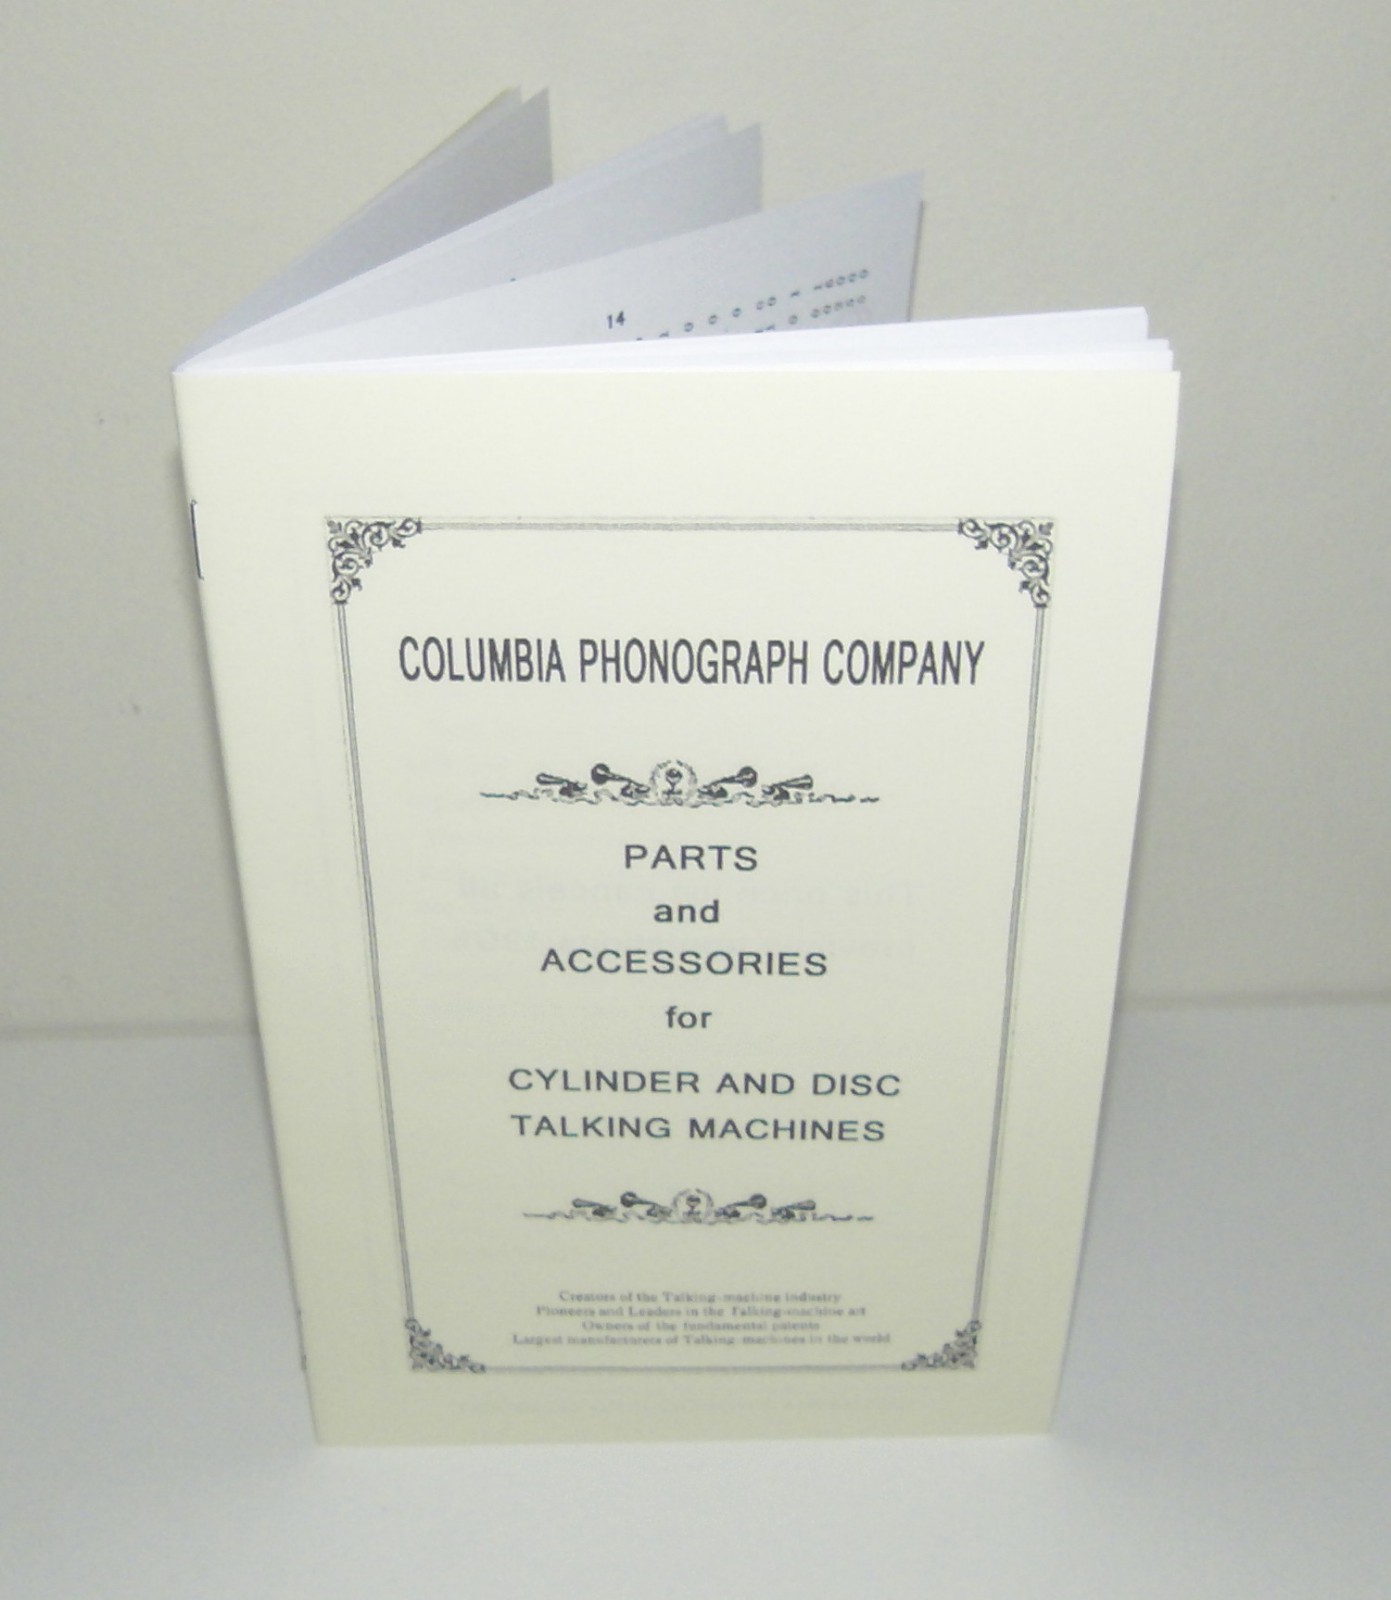 14
COLUMBIA PHONOGRAPH COMPANY
PARTS
and
ACCESSORIES
for
CYLINDER AND DISC
TALKING MACHINES
Creators of the Talking-machine industry
Pioneers and Leaders in the Talking-machine art
Owners of the fundamental patents
Largest manufacturers of Talking-machines in the world